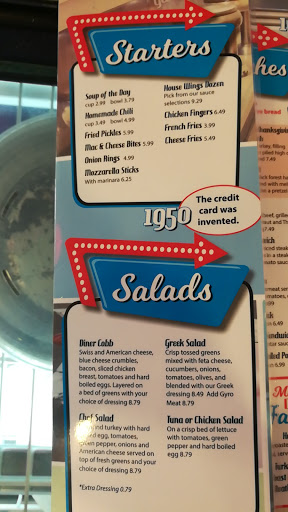 Starters
Soup of the Day
cup 2.99 bowl 3.79
Homemade Chili
cup 3.49 bowl 4.99
Fried Pickles 5.99
Mac & Cheese Bites 5.99
Onion Rings 4.99
Mozzarella Sticks
With marinara 6.25
House Wings Dozen
Pick from our sauce
selections 9.29
Chicken Fingers 6.49
French Fries 3.99
Cheese Fries 5.49
1950
The credit
card was
invented.
Salads
Diner Cobb
Swiss and American cheese,
blue cheese crumbles,
bacon, sliced chicken
breast, tomatoes and hard
boiled eggs. Layered on
a bed of greens with your
choice of dressing 8.79
Chef Salad
and turkey with hard
egg, tomatoes,
green pepper, onions and
American cheese served on
top of fresh greens and your
choice of dressing 8.79
*Extra Dressing 0.79
Greek Salad
Crisp tossed greens
mixed with feta cheese,
cucumbers, onions,
tomatoes, olives, and
blended with our Greek
dressing 8.49 Add Gyro
Meat 8.79
Tuna or Chicken Salad
On a crisp bed of lettuce
with tomatoes, green
pepper and hard boiled
egg 8.79